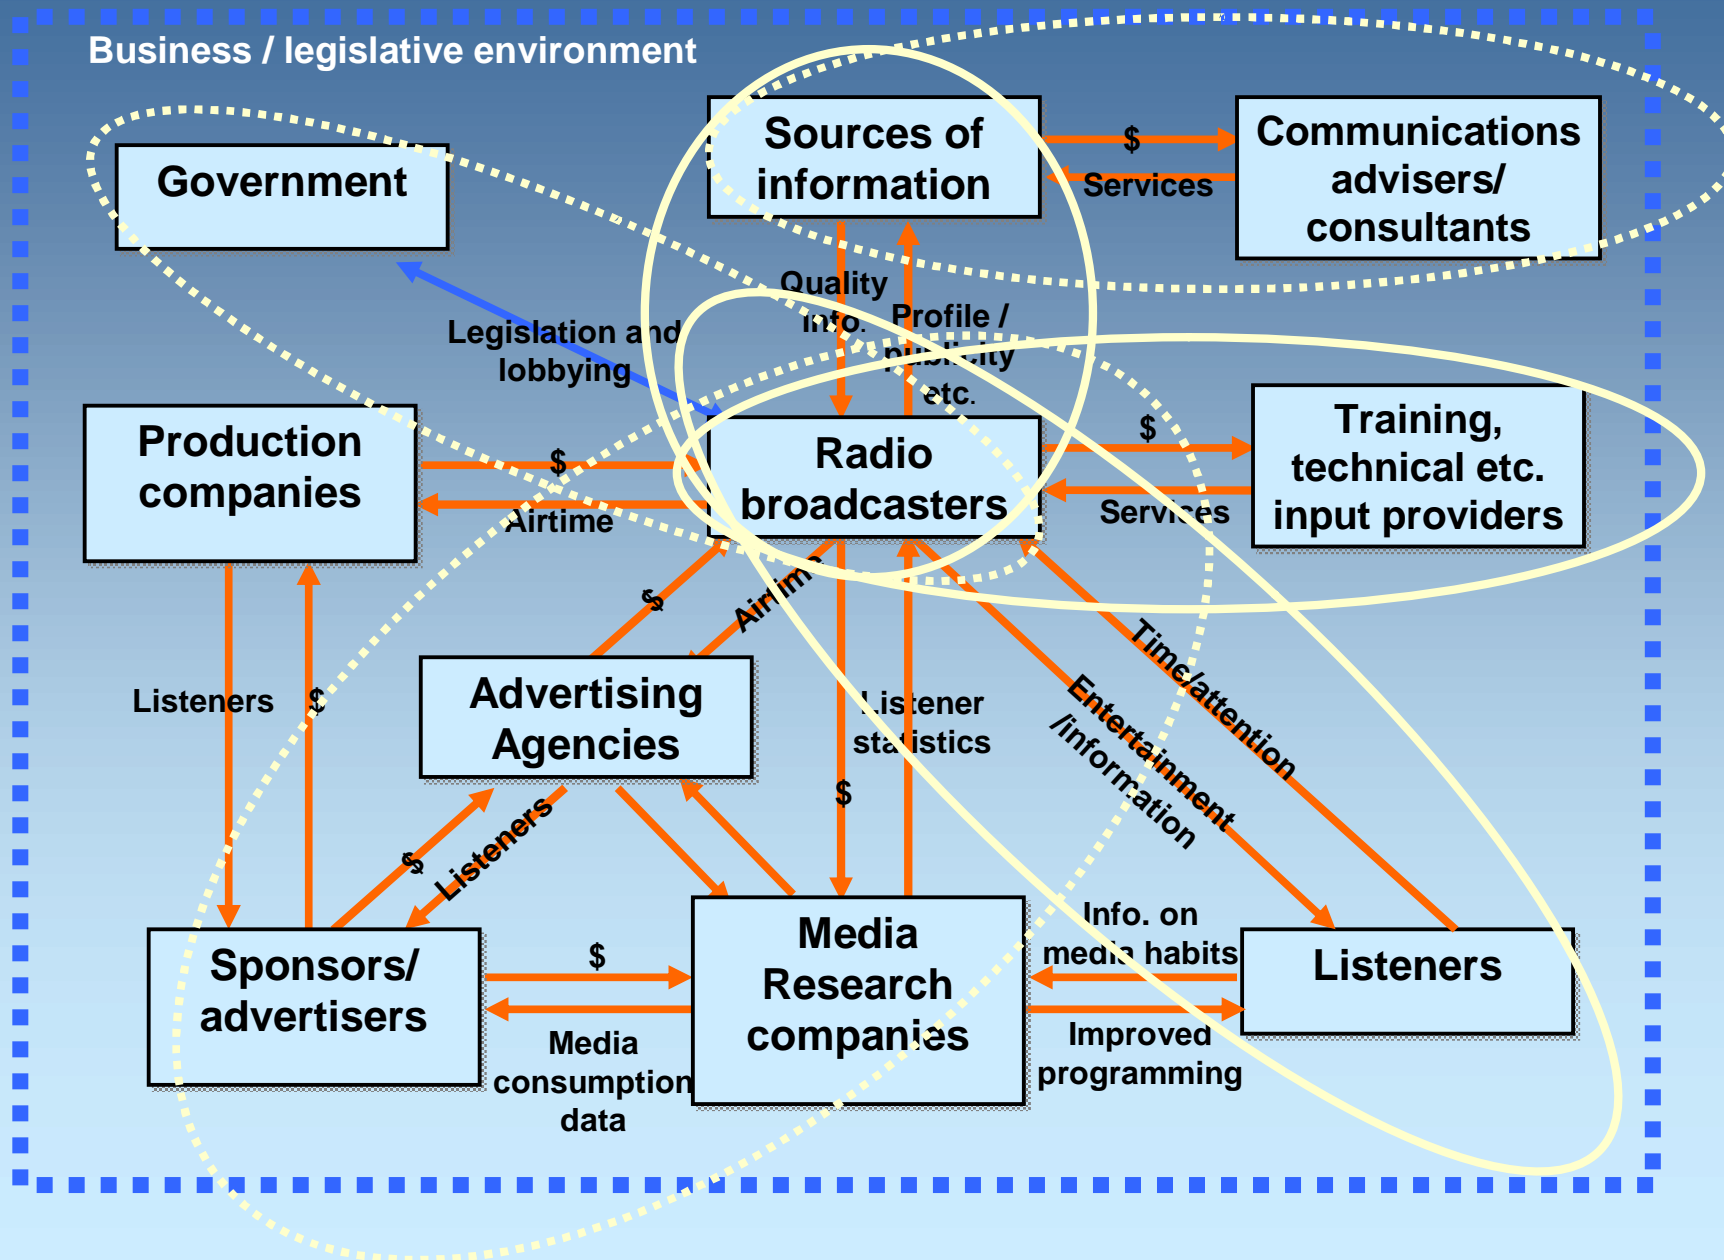 Business / legislative environment
Government
Sources of
information
$
Services
Communications
advisers/
consultants
Quality
info.
Profile /
publicity
etc.
Legislation and
lobbying
Production
companies
$
Airtime
Radio
broadcasters
$
Services
Training,
technical etc.
input providers
$
Airtime
Listeners
$
Advertising
Agencies
Listener
statistics
$
Time/attention
Entertainment
/information
$
Listeners
Sponsors/
advertisers
$
Media
consumption
data
Media
Research
companies
Info. on
media habits
Improved
programming
Listeners